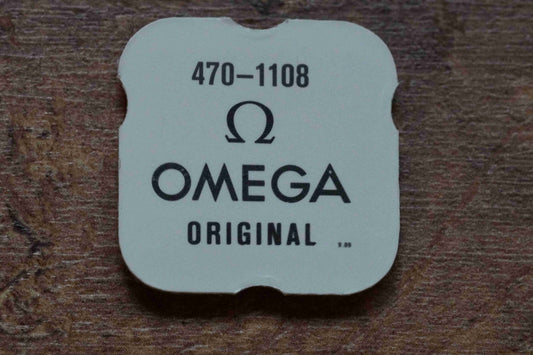 470-1108
Ω
OMEGA
ORIGINAL